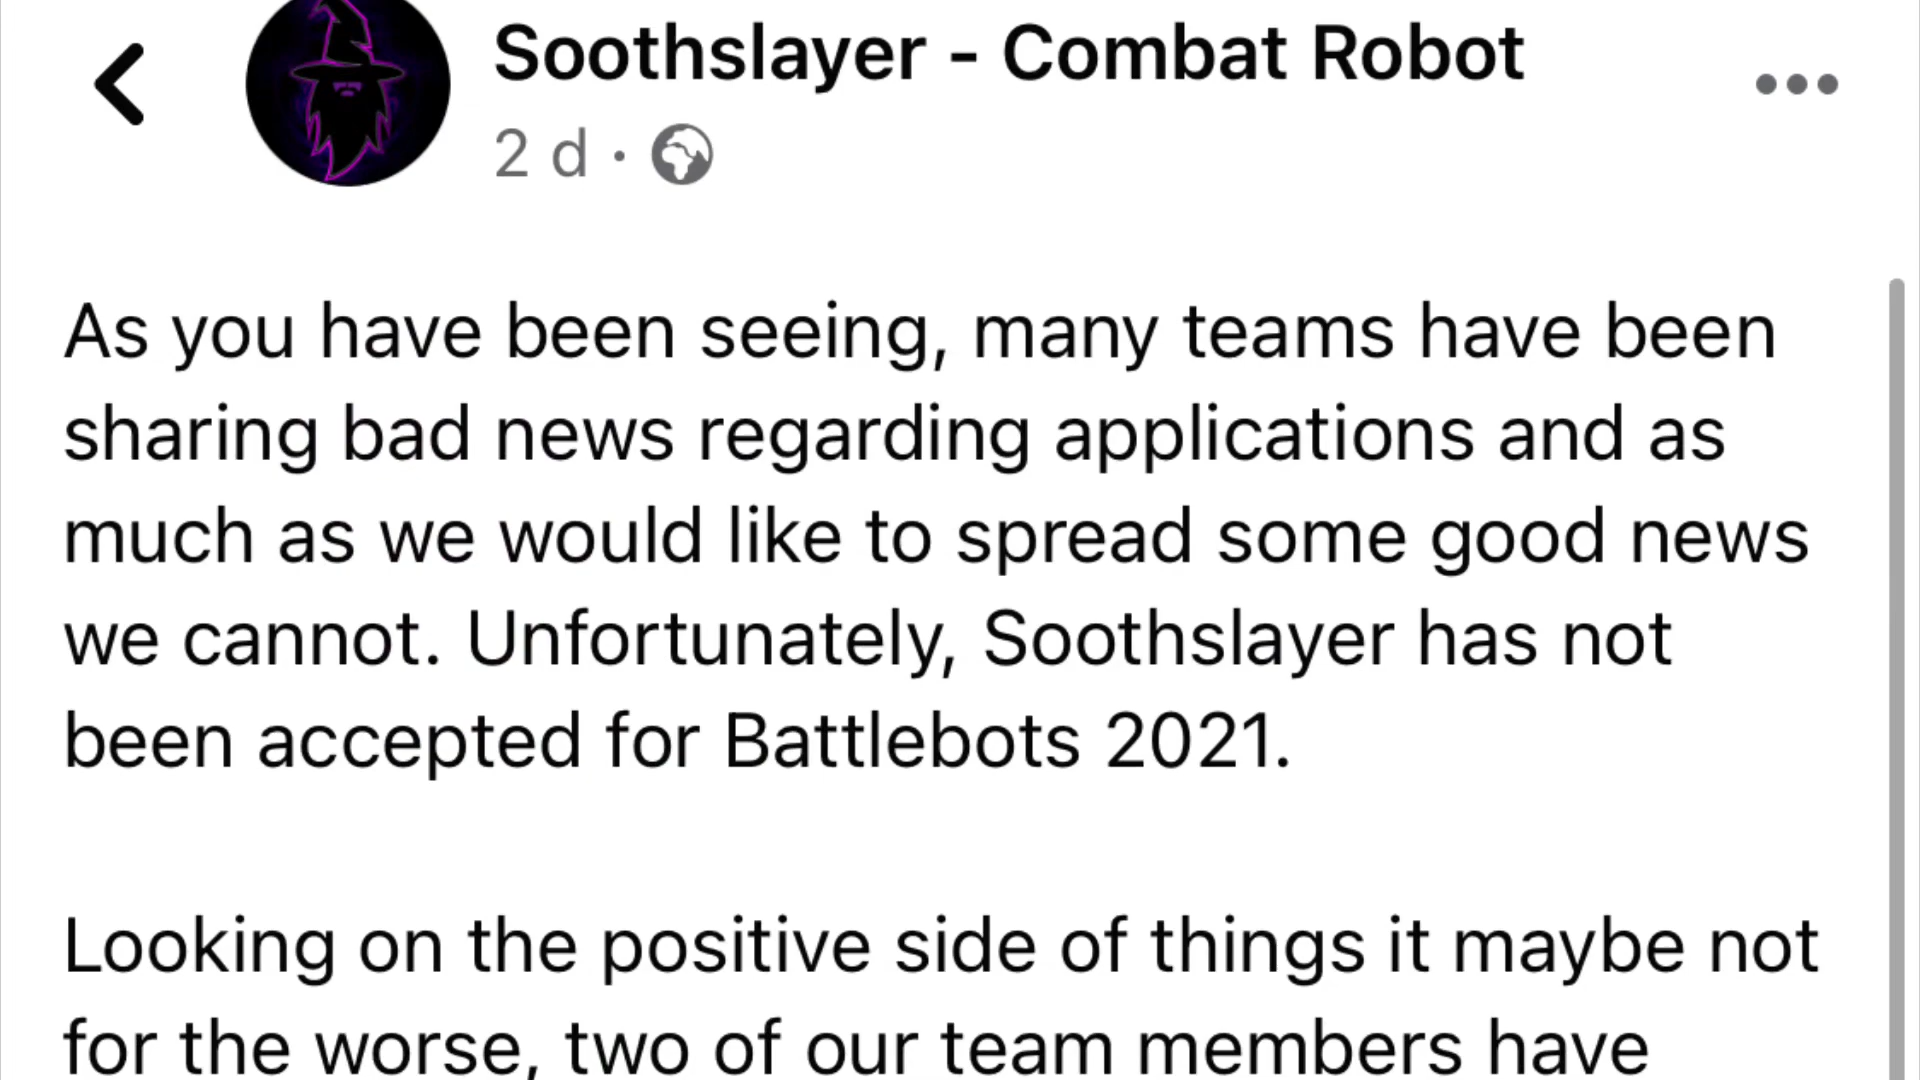 Soothslayer - Combat Robot
2 d ·
As you have been seeing, many teams have been
sharing bad news regarding applications and as
much as we would like to spread some good news
we cannot. Unfortunately, Soothslayer has not
been accepted for Battlebots 2021.
Looking on the positive side of things it maybe not
for the worse, two of our team members have